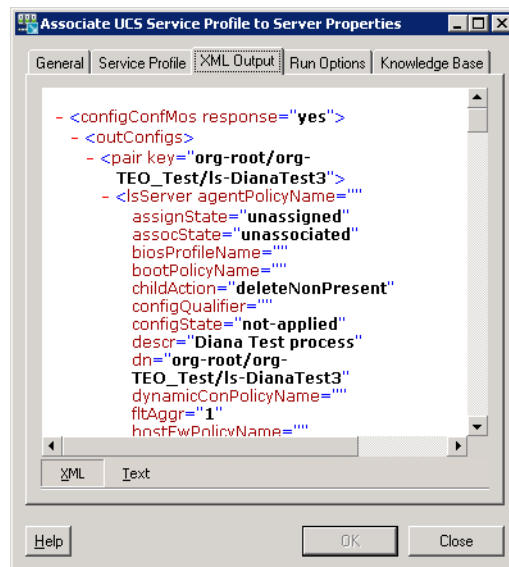 Associate UCS Service Profile to Server Properties
General Service Profile XML Output Run Options Knowledge Base
- <configConfMos response="yes">
- <outConfigs>
- <pair key="org-root/org-
TEO_Test/ls-DianaTest3">
- <lsServer agentPolicyName=""
assignState="unassigned"
assocState="unassociated"
biosProfileName=""
bootPolicyName=""
childAction="deleteNonPresent"
configQualifier=""
configState="not-applied"
descr="Diana Test process"
dn="org-root/org-
TEO_Test/ls-DianaTest3"
dynamicConPolicyName=""
fltAggr="1"
hostFwPolicyName=""
XML Text
Help OK Close